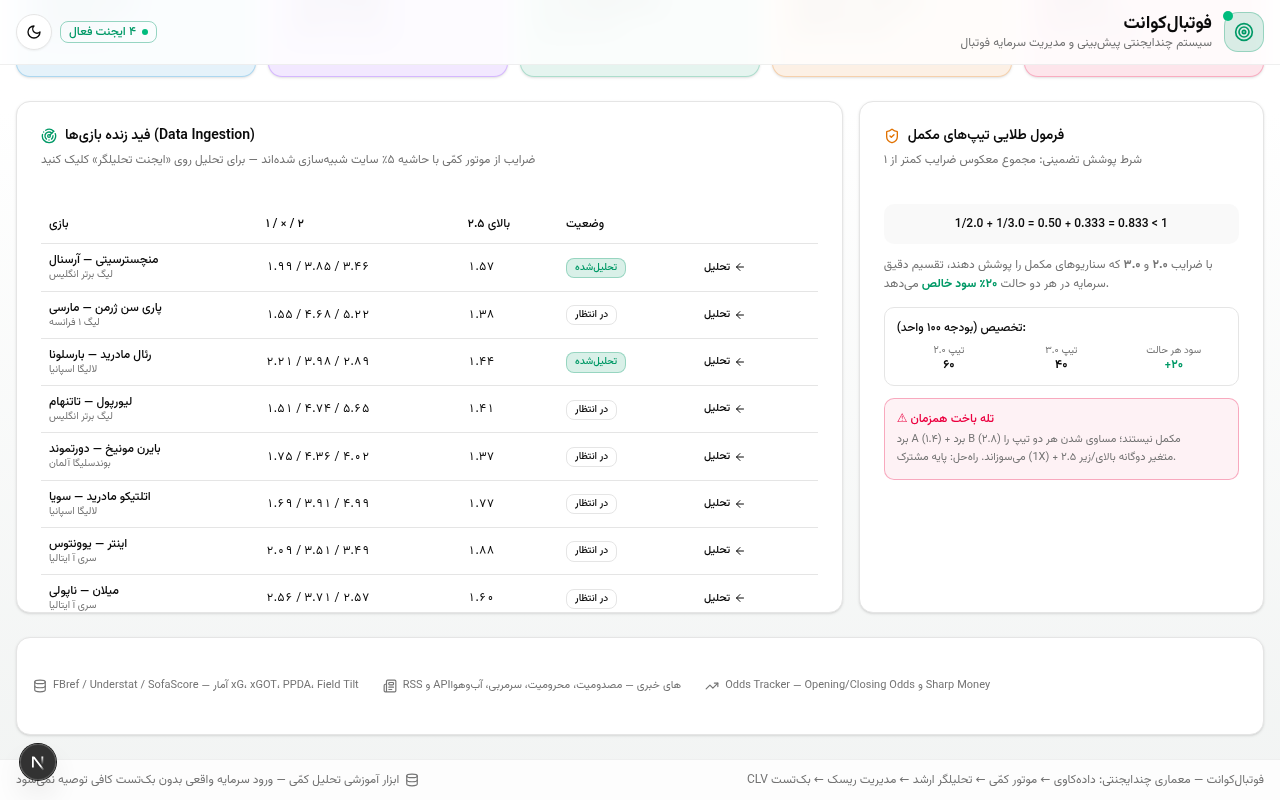 فوتبال‌کوانت
سیستم چندایجنتی پیش‌بینی و مدیریت سرمایه فوتبال
۴ ایجنت فعال
فرمول طلایی تیپ‌های مکمل
شرط پوشش تضمینی: مجموع معکوس ضرایب کمتر از ۱
1/2.0 + 1/3.0 = 0.50 + 0.333 = 0.833 < 1
با ضرایب ۲.۰ و ۳.۰ که سناریوهای مکمل را پوشش دهند، تقسیم دقیق
سرمایه در هر دو حالت ۲۰٪ سود خالص می‌دهد.
تخصیص (بودجه ۱۰۰ واحد):
تیپ ۲.۰
۶۰
تیپ ۳.۰
۴۰
سود هر حالت
+۲۰
⚠ تله باخت همزمان
برد A (۱.۴) + برد B (۲.۸) مکمل نیستند؛ مساوی شدن هر دو تیپ را
می‌سوزاند. راه‌حل: پایه مشترک (1X) + متغیر دوگانه بالای/زیر ۲.۵.
فید زنده بازی‌ها (Data Ingestion)
ضرایب از موتور کمّی با حاشیه ۵٪ سایت شبیه‌سازی شده‌اند — برای تحلیل روی «ایجنت تحلیلگر» کلیک کنید
بازی
۱ / × / ۲
بالای ۲.۵
وضعیت
منچسترسیتی — آرسنال
لیگ برتر انگلیس
۱.۹۹ / ۳.۸۵ / ۳.۴۶
۱.۵۷
تحلیل‌شده
تحلیل ←
پاری سن ژرمن — مارسی
لیگ ۱ فرانسه
۱.۵۵ / ۴.۶۸ / ۵.۲۲
۱.۳۸
در انتظار
تحلیل ←
رئال مادرید — بارسلونا
لالیگا اسپانیا
۲.۲۱ / ۳.۹۸ / ۲.۸۹
۱.۴۴
تحلیل‌شده
تحلیل ←
لیورپول — تاتنهام
لیگ برتر انگلیس
۱.۵۱ / ۴.۷۴ / ۵.۶۵
۱.۴۱
در انتظار
تحلیل ←
بایرن مونیخ — دورتموند
بوندسلیگا آلمان
۱.۷۵ / ۴.۳۶ / ۴.۰۲
۱.۳۷
در انتظار
تحلیل ←
اتلتیکو مادرید — سویا
لالیگا اسپانیا
۱.۶۹ / ۳.۹۱ / ۴.۹۹
۱.۷۷
در انتظار
تحلیل ←
اینتر — یوونتوس
سری آ ایتالیا
۲.۰۹ / ۳.۵۱ / ۳.۴۹
۱.۸۸
در انتظار
تحلیل ←
میلان — ناپولی
سری آ ایتالیا
۲.۵۶ / ۳.۷۱ / ۲.۵۷
۱.۶۰
در انتظار
تحلیل ←
FBref / Understat / SofaScore — آمار xG، xGOT، PPDA، Field Tilt
RSS و APIهای خبری — مصدومیت، محرومیت، سرمربی، آب‌وهوا
Odds Tracker — Opening/Closing Odds و Sharp Money
فوتبال‌کوانت — معماری چندایجنتی: داده‌کاوی ← موتور کمّی ← تحلیلگر ارشد ← مدیریت ریسک ← بک‌تست CLV
ابزار آموزشی تحلیل کمّی — ورود سرمایه واقعی بدون بک‌تست کافی توصیه نمی‌شود
N